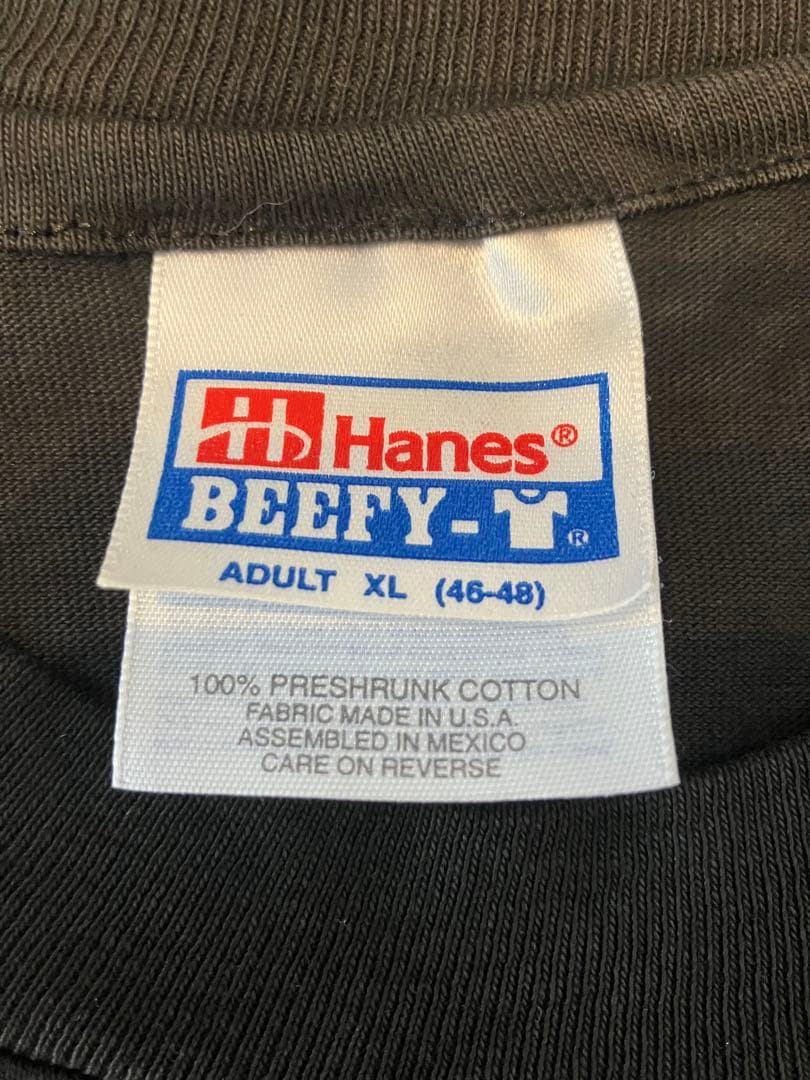 H Hanes®
BEEFY-T®
ADULT XL (46-48)
100% PRESHRUNK COTTON
FABRIC MADE IN U.S.A.
ASSEMBLED IN MEXICO
CARE ON REVERSE